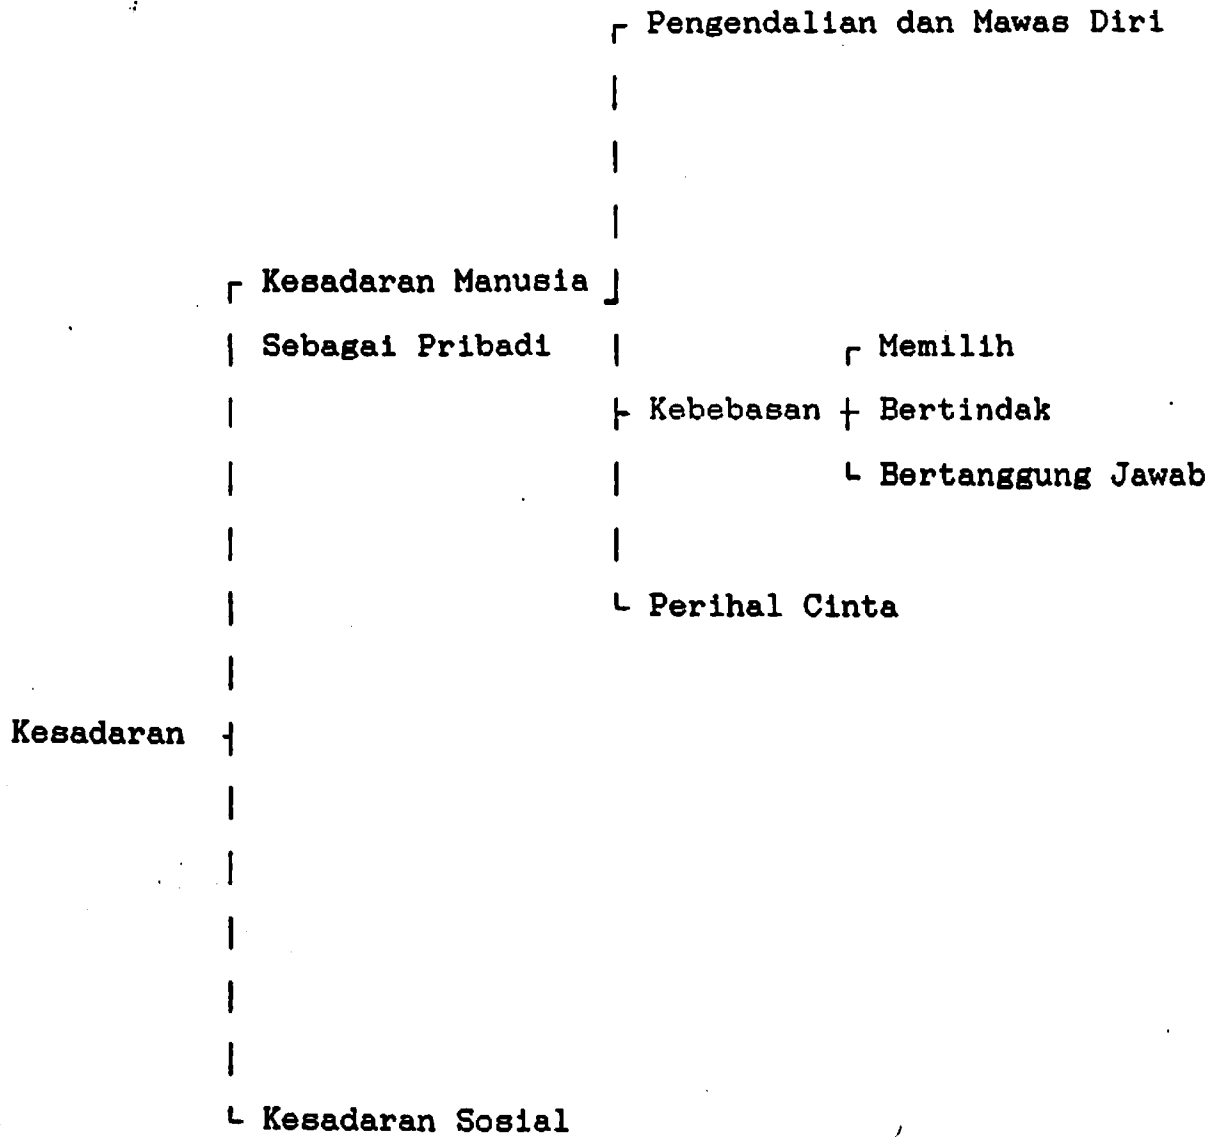 Pengendalian dan Mawas Diri
Kesadaran Manusia
Sebagai Pribadi
Memilih
Kebebasan
Bertindak
Bertanggung Jawab
Perihal Cinta
Kesadaran
Kesadaran Sosial